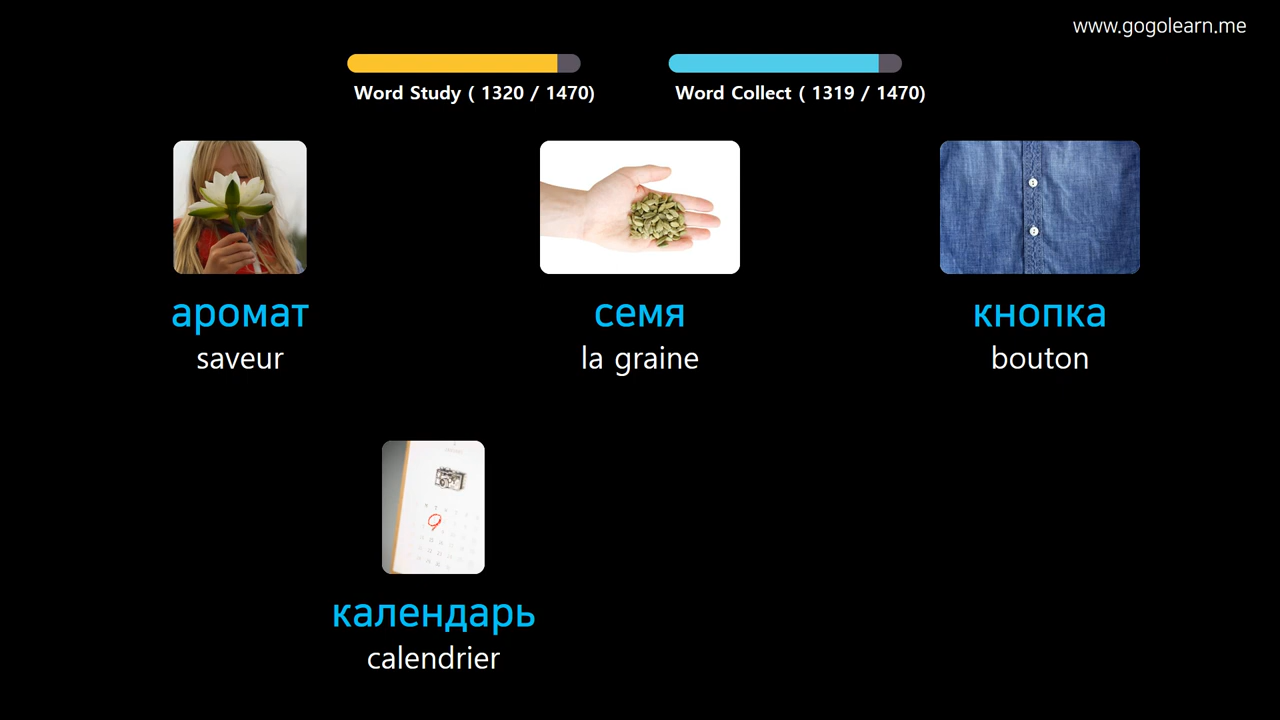 www.gogolearn.me
Word Study ( 1320 / 1470)
Word Collect ( 1319 / 1470)
аромат
saveur
семя
la graine
кнопка
bouton
календарь
calendrier